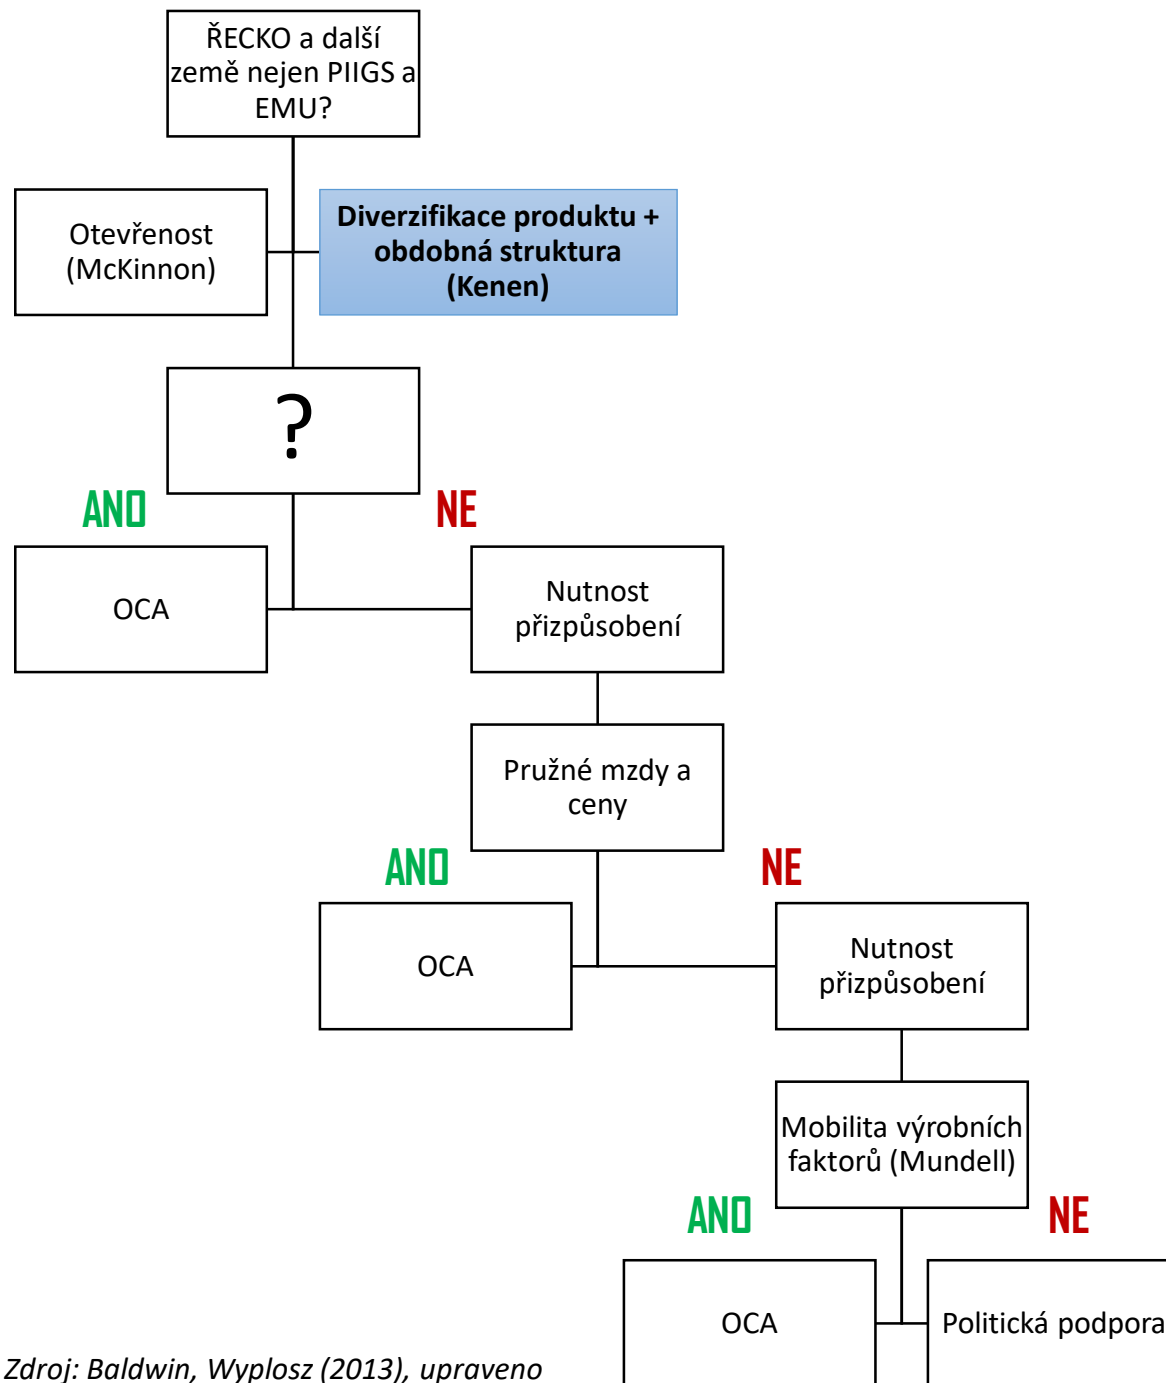 ŘECKO a další
země nejen PIIGS a
EMU?
Otevřenost
(McKinnon)
Diverzifikace produktu +
obdobná struktura
(Kenen)
?
ANO
NE
OCA
Nutnost
přizpůsobení
Pružné mzdy a
ceny
ANO
NE
OCA
Nutnost
přizpůsobení
Mobilita výrobních
faktorů (Mundell)
ANO
NE
OCA
Politická podpora
Zdroj: Baldwin, Wyplosz (2013), upraveno